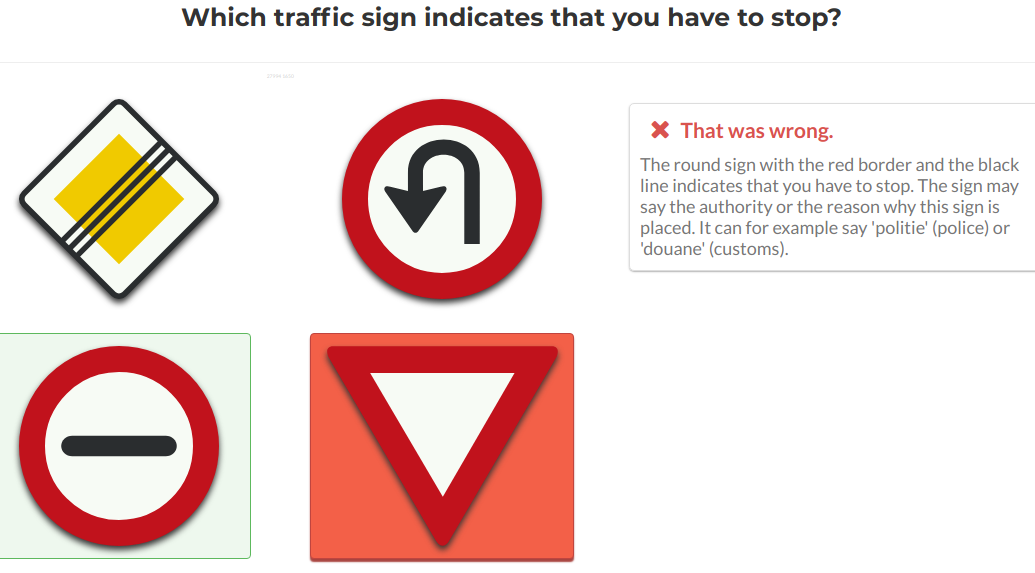 Which traffic sign indicates that you have to stop?
✖ That was wrong.
The round sign with the red border and the black
line indicates that you have to stop. The sign may
say the authority or the reason why this sign is
placed. It can for example say 'politie' (police) or
'douane' (customs).